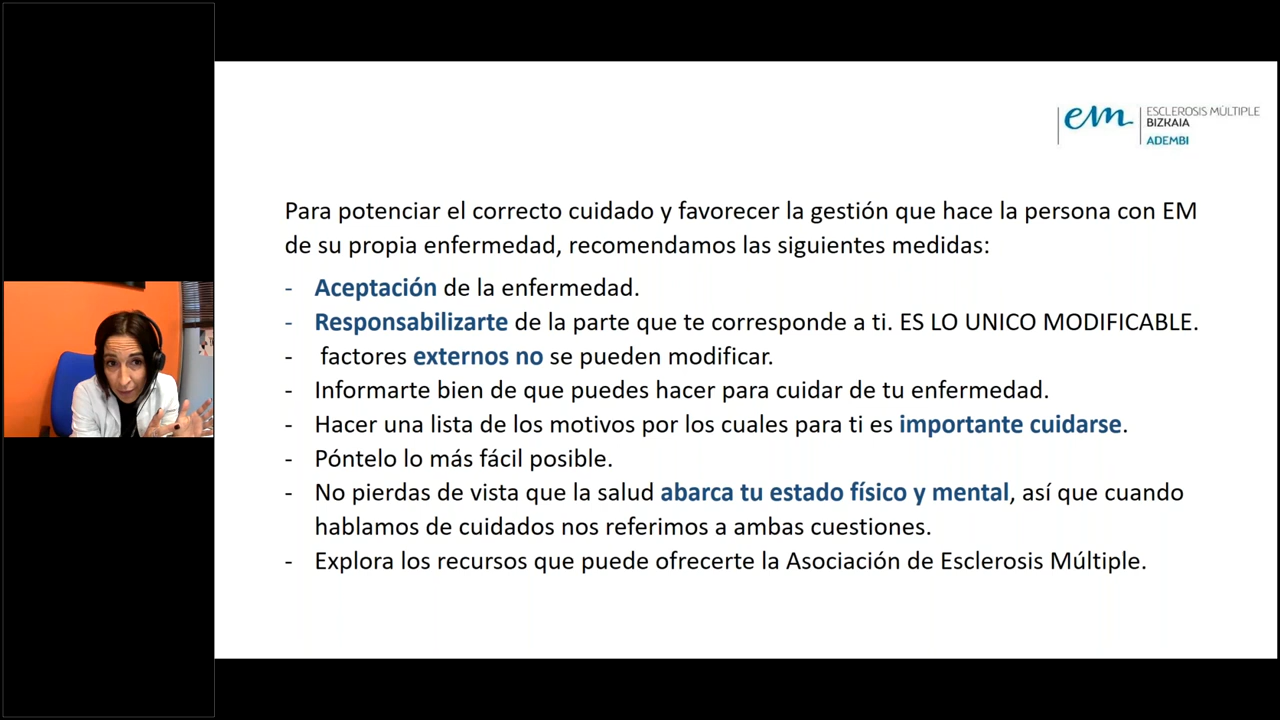 em
ESCLEROSIS MÚLTIPLE
BIZKAIA
ADEMBI
Para potenciar el correcto cuidado y favorecer la gestión que hace la persona con EM
de su propia enfermedad, recomendamos las siguientes medidas:
- Aceptación de la enfermedad.
- Responsabilizarte de la parte que te corresponde a ti. ES LO UNICO MODIFICABLE.
- factores externos no se pueden modificar.
- Informarte bien de que puedes hacer para cuidar de tu enfermedad.
- Hacer una lista de los motivos por los cuales para ti es importante cuidarse.
- Póntelo lo más fácil posible.
- No pierdas de vista que la salud abarca tu estado físico y mental, así que cuando
hablamos de cuidados nos referimos a ambas cuestiones.
- Explora los recursos que puede ofrecerte la Asociación de Esclerosis Múltiple.